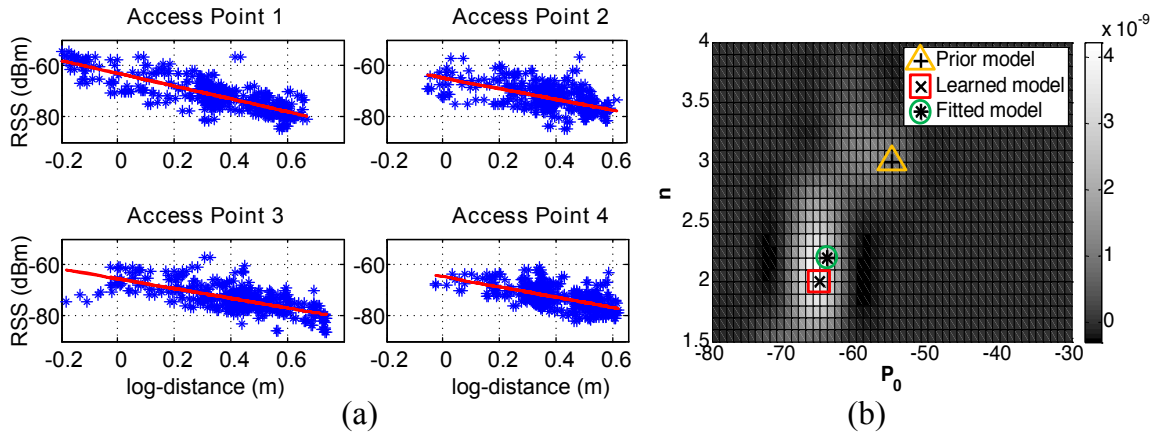 Access Point 1
Access Point 2
RSS (dBm)
-60
-80
-0.2 0 0.2 0.4 0.6
-60
-80
-0.2 0 0.2 0.4 0.6
Access Point 3
Access Point 4
RSS (dBm)
-60
-80
-0.2 0 0.2 0.4 0.6
log-distance (m)
-60
-80
-0.2 0 0.2 0.4 0.6
log-distance (m)
(a)
x 10^-9
Prior model
Learned model
Fitted model
n
4
3.5
3
2.5
2
1.5
-80 -70 -60 -50 -40 -30
P_0
4
3
2
1
0
(b)